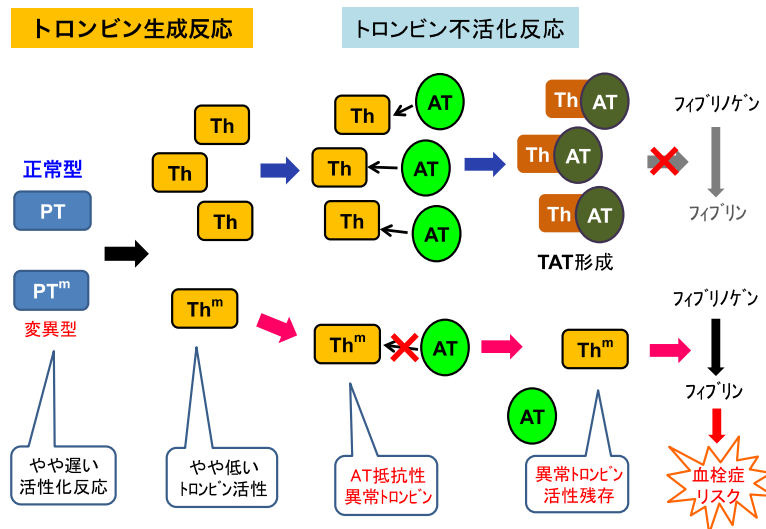 トロンビン生成反応
トロンビン不活化反応
正常型
PT
Th
Th
Th
Th
AT
Th
AT
Th
AT
Th
AT
Th
AT
Th
AT
TAT形成
フィブリノゲン
フィブリン
PTm
変異型
Thm
Thm
AT
Thm
AT
フィブリノゲン
フィブリン
やや遅い
活性化反応
やや低い
トロンビン活性
AT抵抗性
異常トロンビン
異常トロンビン
活性残存
血栓症
リスク